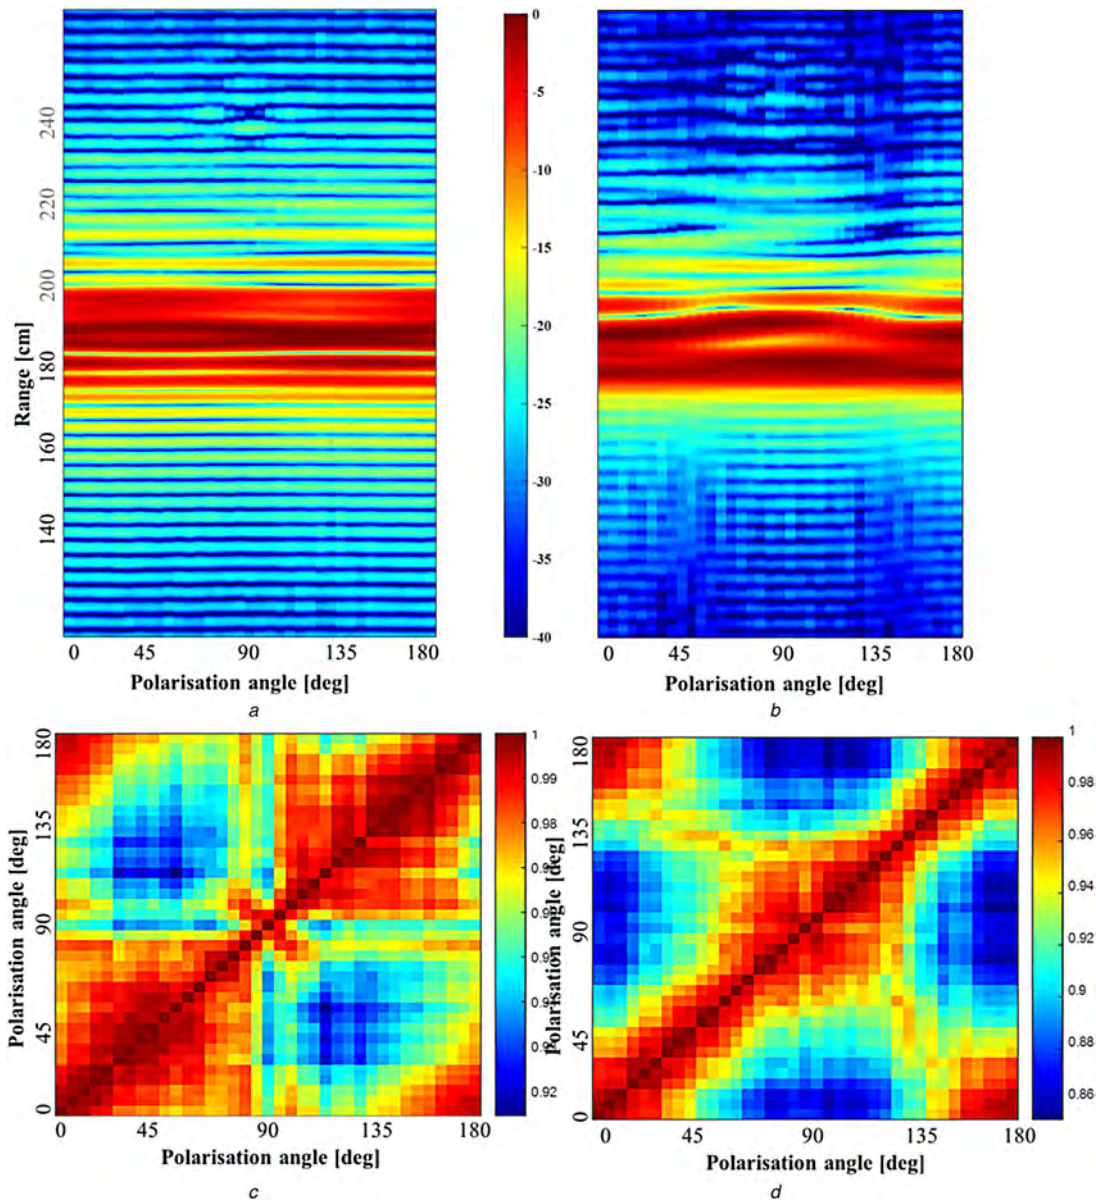 0
-5
-10
-15
-20
-25
-30
-35
-40
Range [cm]
240
220
200
180
160
140
0 45 90 135 180
0 45 90 135 180
Polarisation angle [deg]
Polarisation angle [deg]
a
b
Polarisation angle [deg]
180
135
90
45
0
1
0.99
0.98
0.92
Polarisation angle [deg]
180
135
90
45
0
1
0.98
0.96
0.94
0.92
0.9
0.88
0.86
0 45 90 135 180
0 45 90 135 180
Polarisation angle [deg]
Polarisation angle [deg]
c
d